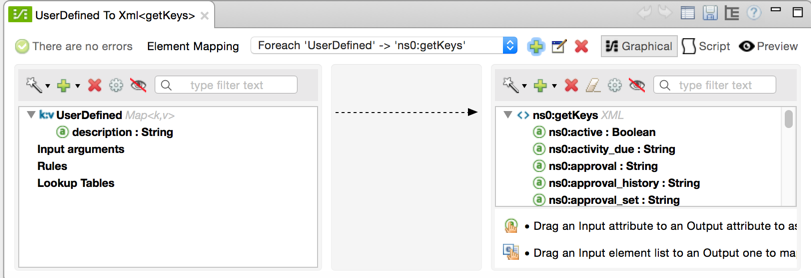 UserDefined To Xml<getKeys>
There are no errors Element Mapping Foreach 'UserDefined' -> 'ns0:getKeys' Graphical Script Preview
type filter text type filter text
k:v UserDefined Map<k,v>
description : String
Input arguments
Rules
Lookup Tables
ns0:getKeys XML
ns0:active : Boolean
ns0:activity_due : String
ns0:approval : String
ns0:approval_history : String
ns0:approval_set : String
• Drag an Input attribute to an Output attribute to as
• Drag an Input element list to an Output one to ma